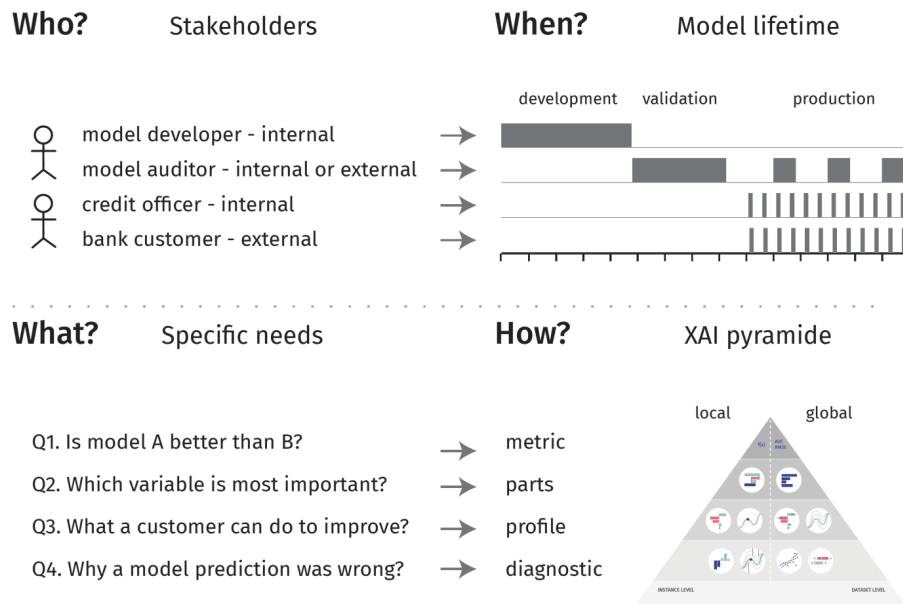 Who? Stakeholders
When? Model lifetime
development validation production
model developer - internal
model auditor - internal or external
credit officer - internal
bank customer - external
What? Specific needs
How? XAI pyramide
local global
Q1. Is model A better than B? metric
Q2. Which variable is most important? parts
Q3. What a customer can do to improve? profile
Q4. Why a model prediction was wrong? diagnostic
INSTANCE LEVEL DATASET LEVEL